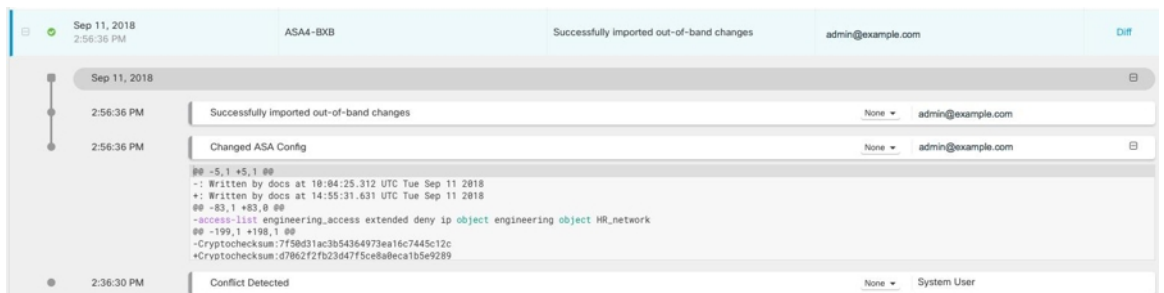 Sep 11, 2018
2:56:36 PM
ASA4-BXB
Successfully imported out-of-band changes
admin@example.com
Diff
Sep 11, 2018
2:56:36 PM Successfully imported out-of-band changes None admin@example.com
2:56:36 PM Changed ASA Config None admin@example.com
@@ -5,1 +5,1 @@
-: Written by docs at 10:04:25.312 UTC Tue Sep 11 2018
+: Written by docs at 14:55:31.631 UTC Tue Sep 11 2018
@@ -83,1 +83,0 @@
-access-list engineering_access extended deny ip object engineering object HR_network
@@ -199,1 +198,1 @@
-Cryptochecksum:7f50d31ac3b54364973ea16c7445c12c
+Cryptochecksum:d7062f2fb23d47f5ce8a0eca1b5e9289
2:36:30 PM Conflict Detected None System User